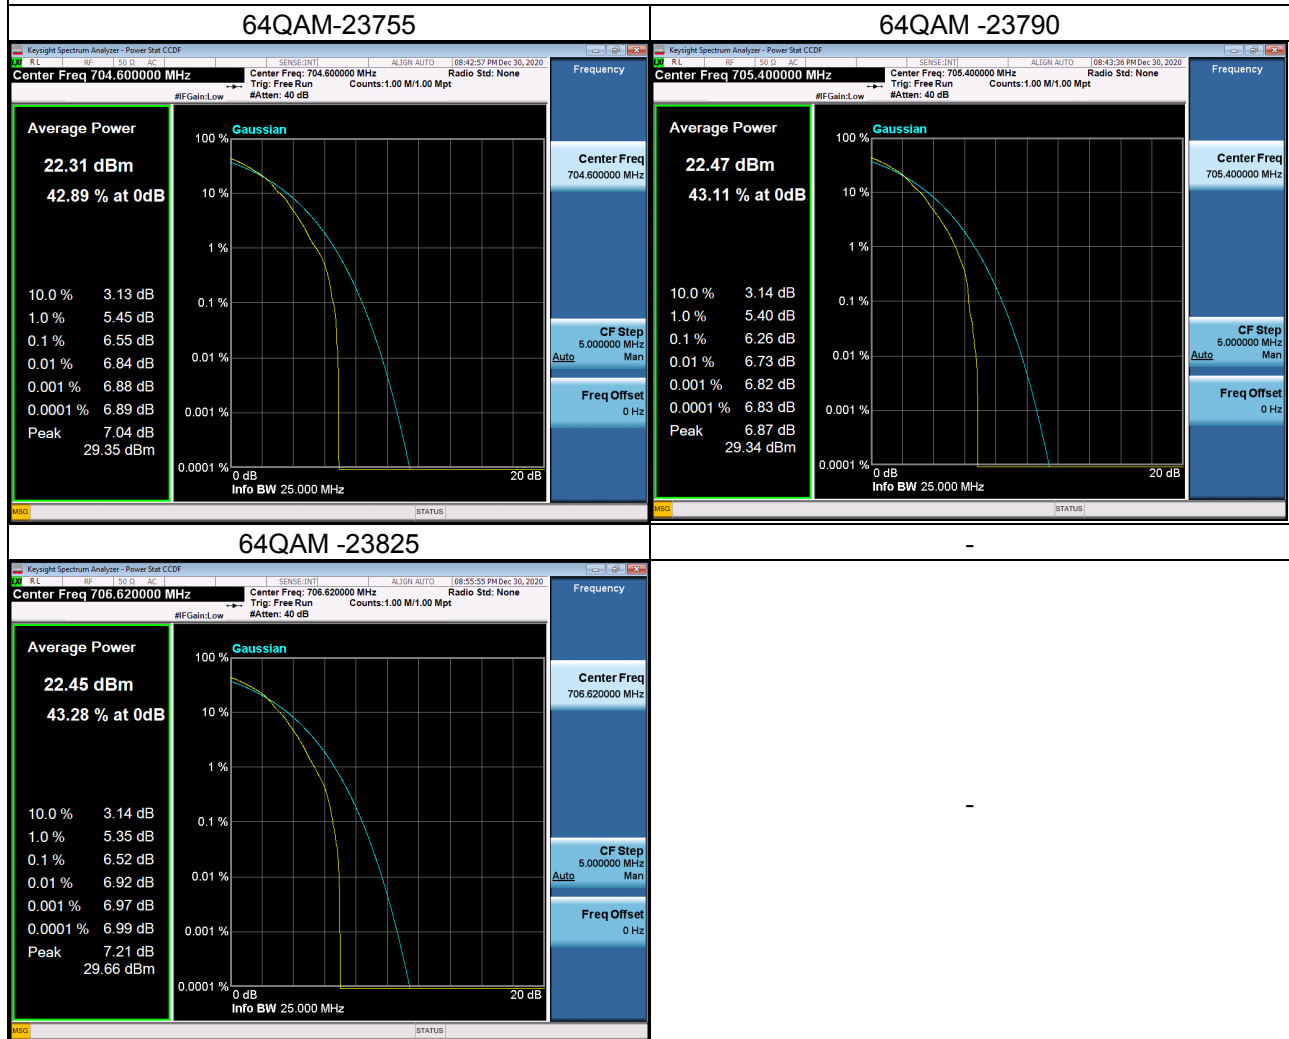 64QAM-23755
Keysight Spectrum Analyzer - Power Stat CCDF
LXI RL RF 50 Ω AC SENSE:INT ALIGN AUTO 08:42:57 PM Dec 30, 2020
Center Freq 704.600000 MHz
Center Freq: 704.600000 MHz Radio Std: None
Trig: Free Run Counts:1.00 M/1.00 Mpt
#IFGain:Low #Atten: 40 dB
Frequency
Average Power
22.31 dBm
42.89 % at 0dB
10.0 % 3.13 dB
1.0 % 5.45 dB
0.1 % 6.55 dB
0.01 % 6.84 dB
0.001 % 6.88 dB
0.0001 % 6.89 dB
Peak 7.04 dB
29.35 dBm
Gaussian
100 %
10 %
1 %
0.1 %
0.01 %
0.001 %
0.0001 %
0 dB 20 dB
Info BW 25.000 MHz
Center Freq
704.600000 MHz
CF Step
5.000000 MHz
Auto Man
Freq Offset
0 Hz
MSG STATUS
64QAM -23790
Keysight Spectrum Analyzer - Power Stat CCDF
LXI RL RF 50 Ω AC SENSE:INT ALIGN AUTO 08:43:36 PM Dec 30, 2020
Center Freq 705.400000 MHz
Center Freq: 705.400000 MHz Radio Std: None
Trig: Free Run Counts:1.00 M/1.00 Mpt
#IFGain:Low #Atten: 40 dB
Frequency
Average Power
22.47 dBm
43.11 % at 0dB
10.0 % 3.14 dB
1.0 % 5.40 dB
0.1 % 6.26 dB
0.01 % 6.73 dB
0.001 % 6.82 dB
0.0001 % 6.83 dB
Peak 6.87 dB
29.34 dBm
Gaussian
100 %
10 %
1 %
0.1 %
0.01 %
0.001 %
0.0001 %
0 dB 20 dB
Info BW 25.000 MHz
Center Freq
705.400000 MHz
CF Step
5.000000 MHz
Auto Man
Freq Offset
0 Hz
MSG STATUS
64QAM -23825
Keysight Spectrum Analyzer - Power Stat CCDF
LXI RL RF 50 Ω AC SENSE:INT ALIGN AUTO 08:55:55 PM Dec 30, 2020
Center Freq 706.620000 MHz
Center Freq: 706.620000 MHz Radio Std: None
Trig: Free Run Counts:1.00 M/1.00 Mpt
#IFGain:Low #Atten: 40 dB
Frequency
Average Power
22.45 dBm
43.28 % at 0dB
10.0 % 3.14 dB
1.0 % 5.35 dB
0.1 % 6.52 dB
0.01 % 6.92 dB
0.001 % 6.97 dB
0.0001 % 6.99 dB
Peak 7.21 dB
29.66 dBm
Gaussian
100 %
10 %
1 %
0.1 %
0.01 %
0.001 %
0.0001 %
0 dB 20 dB
Info BW 25.000 MHz
Center Freq
706.620000 MHz
CF Step
5.000000 MHz
Auto Man
Freq Offset
0 Hz
MSG STATUS
-
-